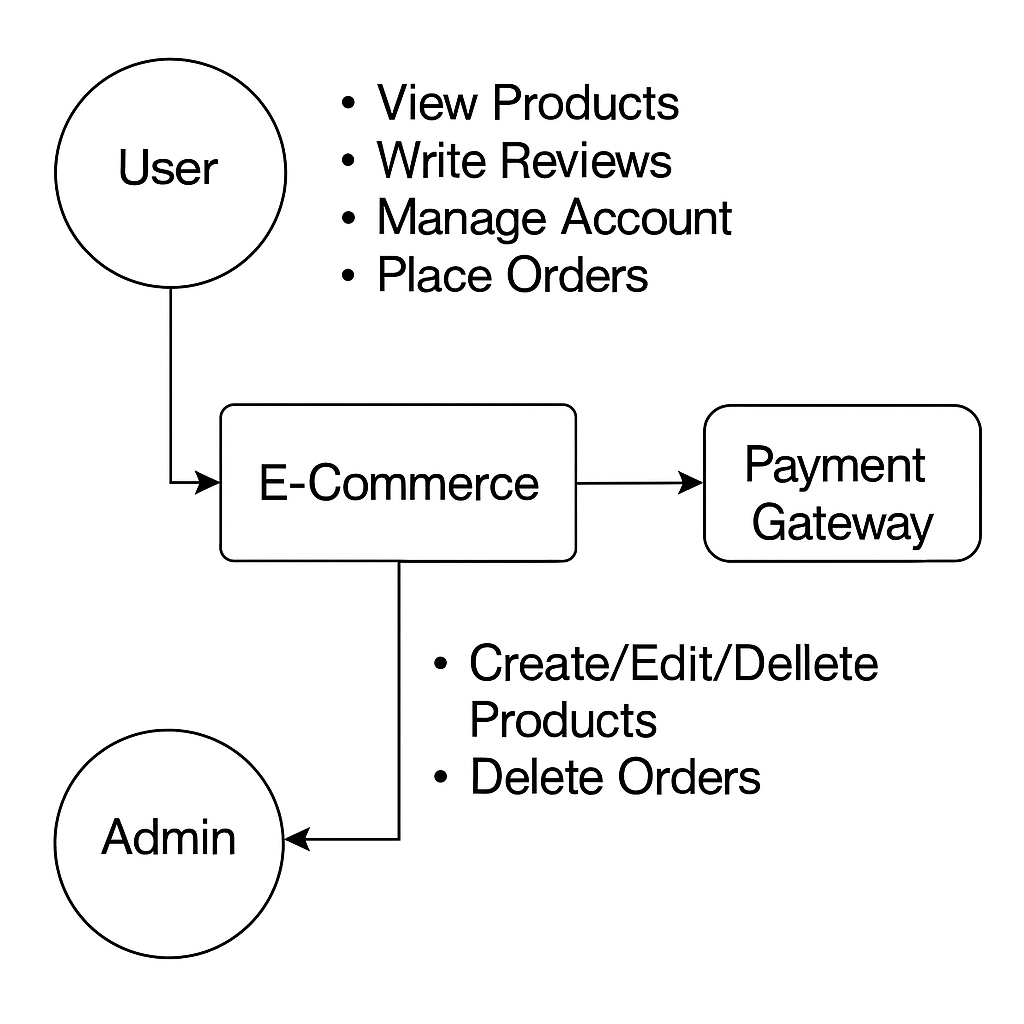 User
• View Products
• Write Reviews
• Manage Account
• Place Orders
E-Commerce
Payment
Gateway
• Create/Edit/Dellete
Products
• Delete Orders
Admin